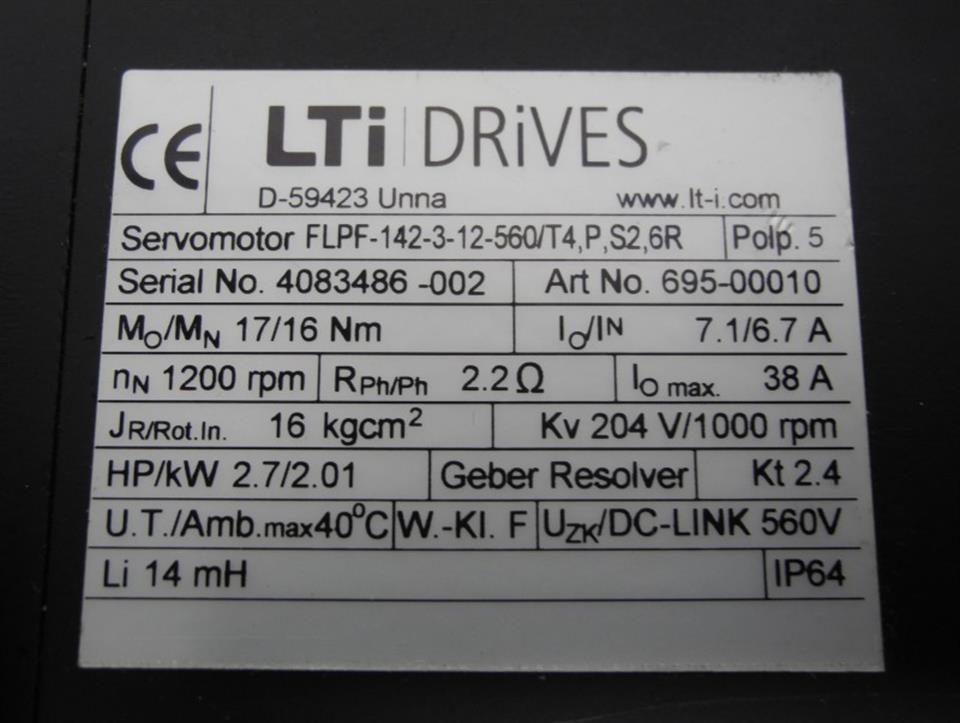 CE LTi DRiVES
D-59423 Unna www.lt-i.com
Servomotor FLPF-142-3-12-560/T4,P,S2,6R Polp. 5
Serial No. 4083486 -002 Art No. 695-00010
MO/MN 17/16 Nm IO/IN 7.1/6.7 A
nN 1200 rpm RPh/Ph 2.2Ω IO max. 38 A
JR/Rot.In. 16 kgcm² Kv 204 V/1000 rpm
HP/kW 2.7/2.01 Geber Resolver Kt 2.4
U.T./Amb.max40°C W.-Kl. F UZK/DC-LINK 560V
Li 14 mH IP64